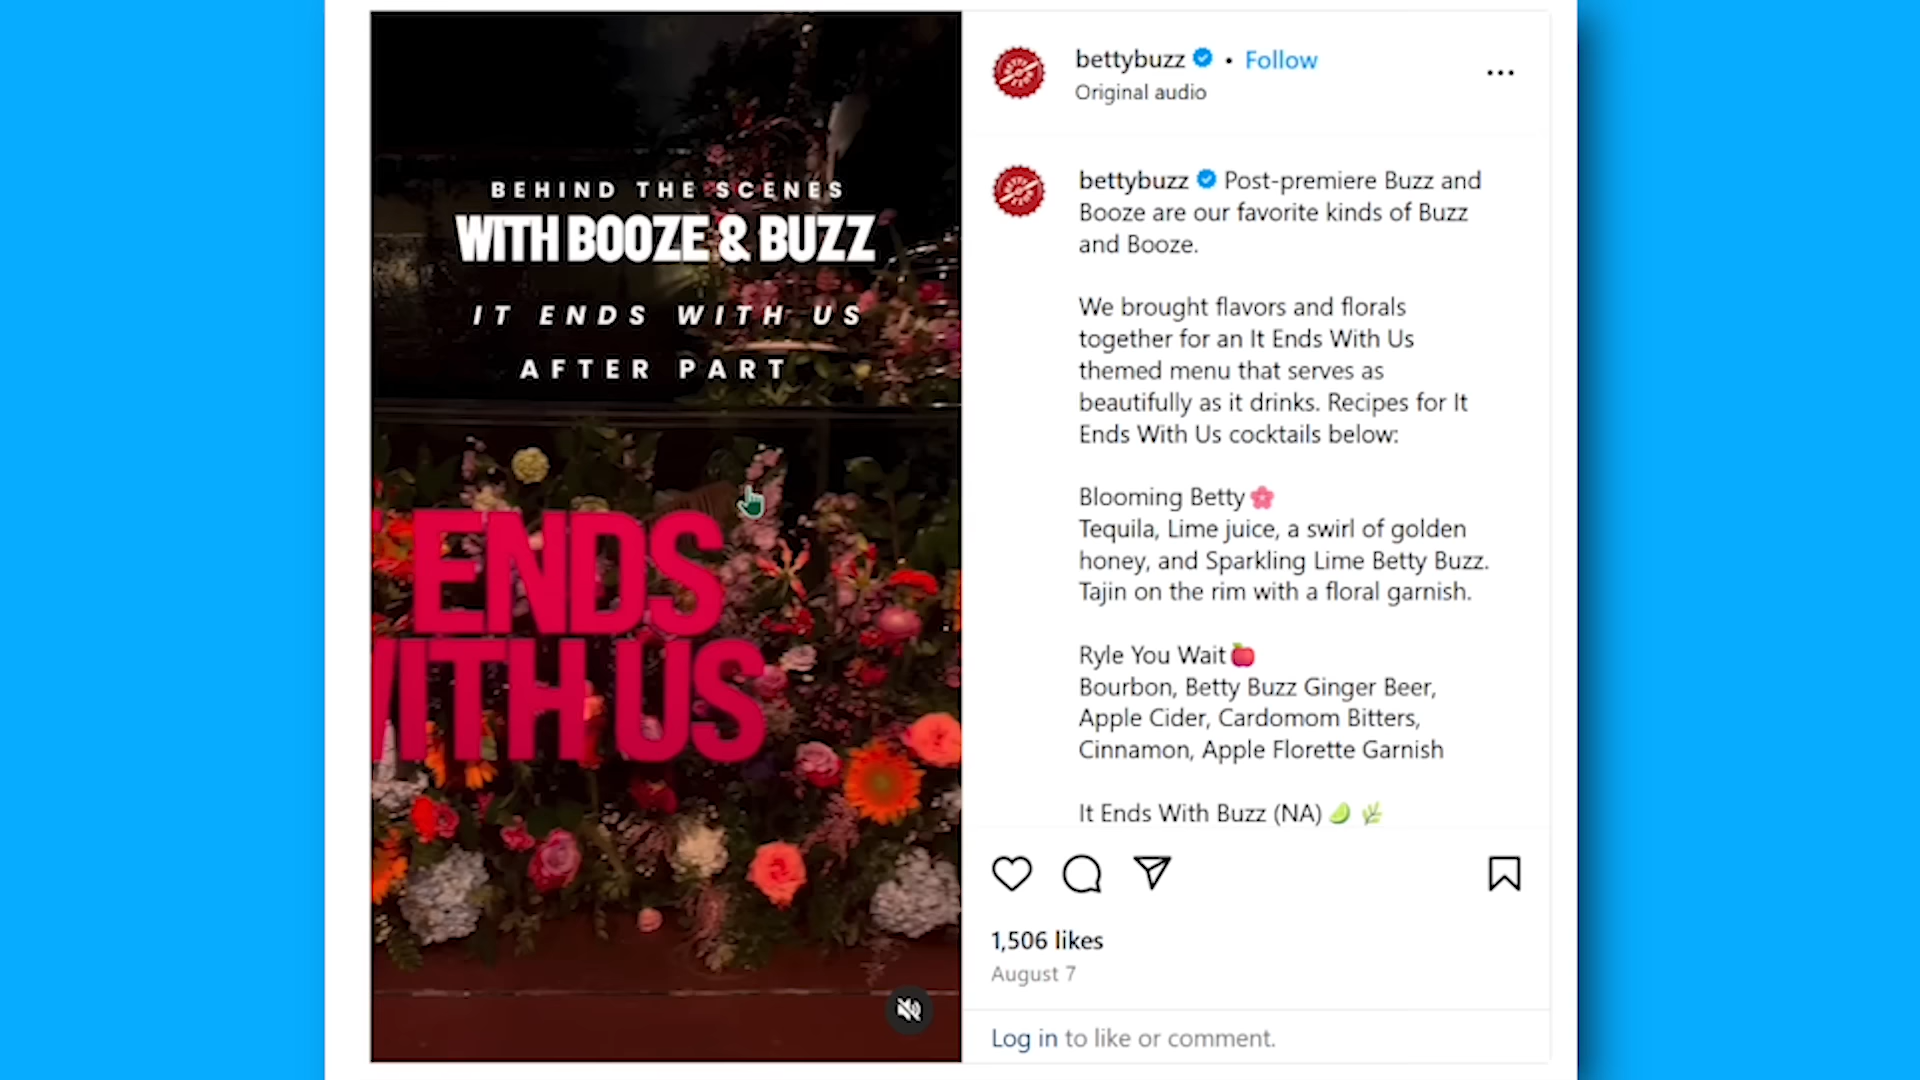 BEHIND THE SCENES
WITH BOOZE & BUZZ
IT ENDS WITH US
AFTER PART
ENDS
WITH US
bettybuzz • Follow
Original audio
bettybuzz Post-premiere Buzz and
Booze are our favorite kinds of Buzz
and Booze.
We brought flavors and florals
together for an It Ends With Us
themed menu that serves as
beautifully as it drinks. Recipes for It
Ends With Us cocktails below:
Blooming Betty🌸
Tequila, Lime juice, a swirl of golden
honey, and Sparkling Lime Betty Buzz.
Tajin on the rim with a floral garnish.
Ryle You Wait🍎
Bourbon, Betty Buzz Ginger Beer,
Apple Cider, Cardomom Bitters,
Cinnamon, Apple Florette Garnish
It Ends With Buzz (NA) 🍈 🌿
1,506 likes
August 7
Log in to like or comment.